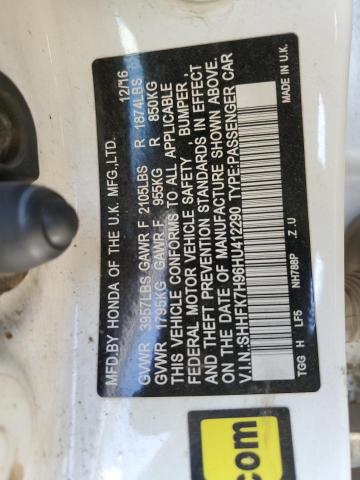 MFD.BY HONDA OF THE U.K. MFG.,LTD. 12/16
GVWR 3957LBS GAWR F 2105LBS R 1874LBS
GVWR 1795KG GAWR F 955KG R 850KG
THIS VEHICLE CONFORMS TO ALL APPLICABLE
FEDERAL MOTOR VEHICLE SAFETY , BUMPER ,
AND THEFT PREVENTION STANDARDS IN EFFECT
ON THE DATE OF MANUFACTURE SHOWN ABOVE.
V.I.N.:SHHFK7H96HU412290 TYPE:PASSENGER CAR
TGG H LF5 NH788P .Z U MADE IN U.K.
.com